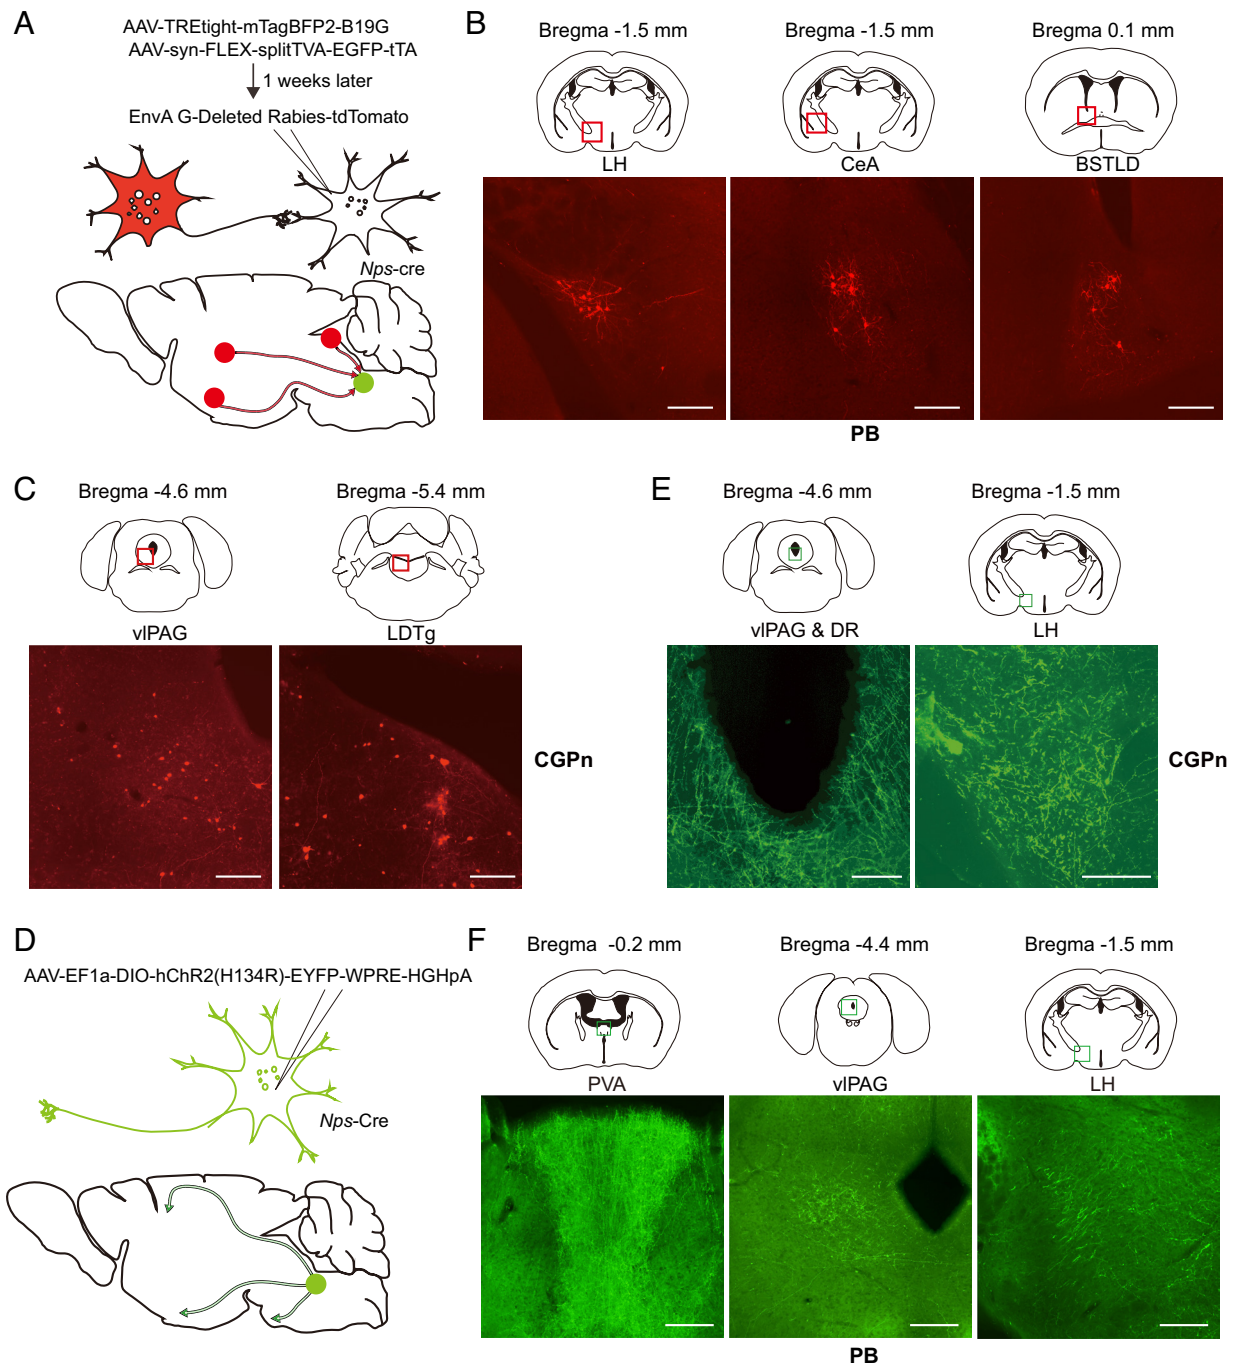 A
AAV-TREtight-mTagBFP2-B19G
AAV-syn-FLEX-splitTVA-EGFP-tTA
1 weeks later
EnvA G-Deleted Rabies-tdTomato
Nps-cre
B
Bregma -1.5 mm
LH
Bregma -1.5 mm
CeA
Bregma 0.1 mm
BSTLD
PB
C
Bregma -4.6 mm
vlPAG
Bregma -5.4 mm
LDTg
CGPn
E
Bregma -4.6 mm
vlPAG & DR
Bregma -1.5 mm
LH
CGPn
D
AAV-EF1a-DIO-hChR2(H134R)-EYFP-WPRE-HGHpA
Nps-Cre
F
Bregma -0.2 mm
PVA
Bregma -4.4 mm
vlPAG
Bregma -1.5 mm
LH
PB